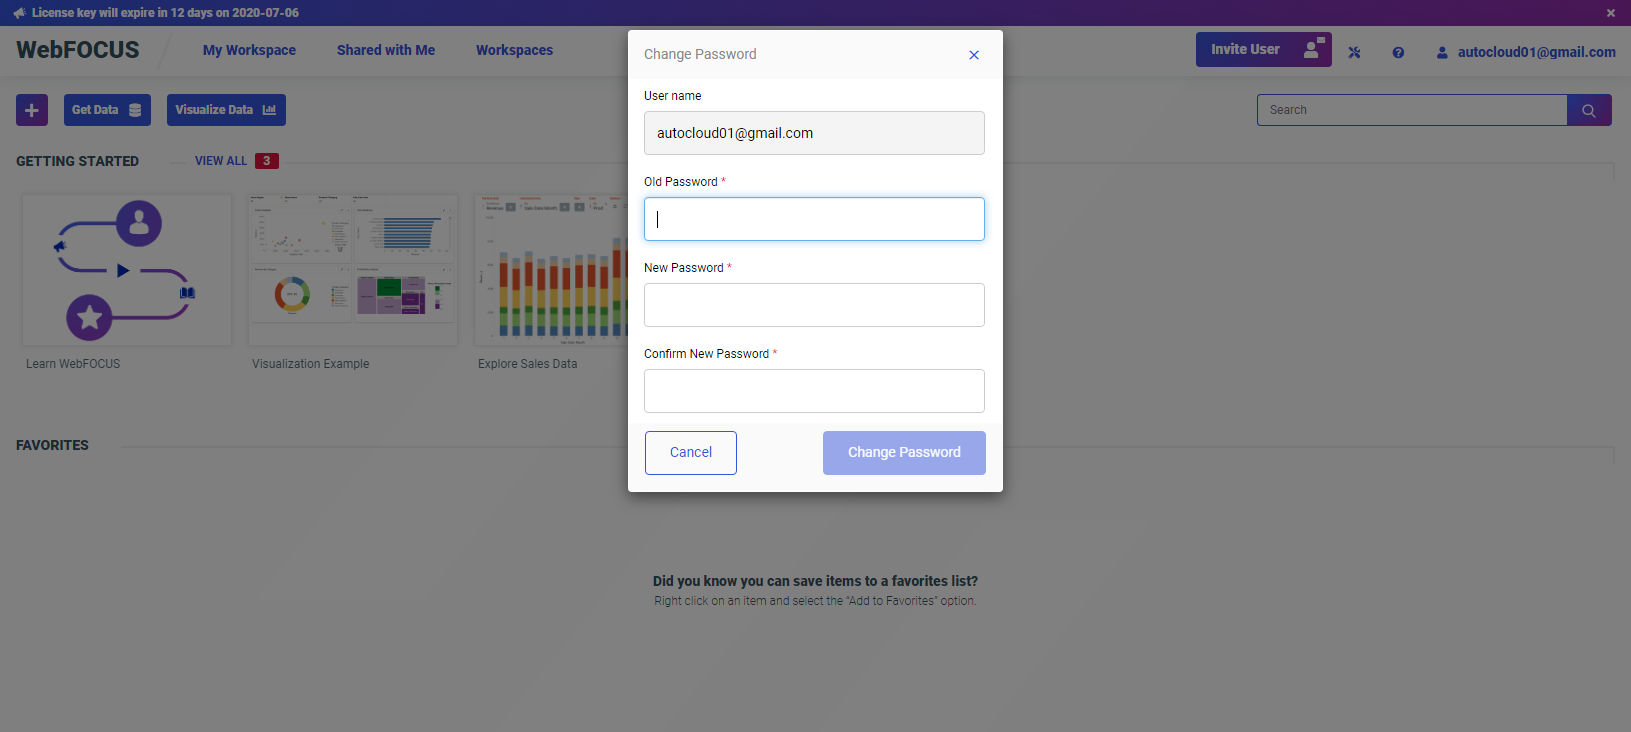 License key will expire in 12 days on 2020-07-06
WebFOCUS
My Workspace
Shared with Me
Workspaces
Invite User
autocloud01@gmail.com
Get Data
Visualize Data
Search
GETTING STARTED
VIEW ALL 3
Learn WebFOCUS
Visualization Example
Explore Sales Data
FAVORITES
Did you know you can save items to a favorites list?
Right click on an item and select the "Add to Favorites" option.
Change Password
User name
autocloud01@gmail.com
Old Password *
New Password *
Confirm New Password *
Cancel
Change Password